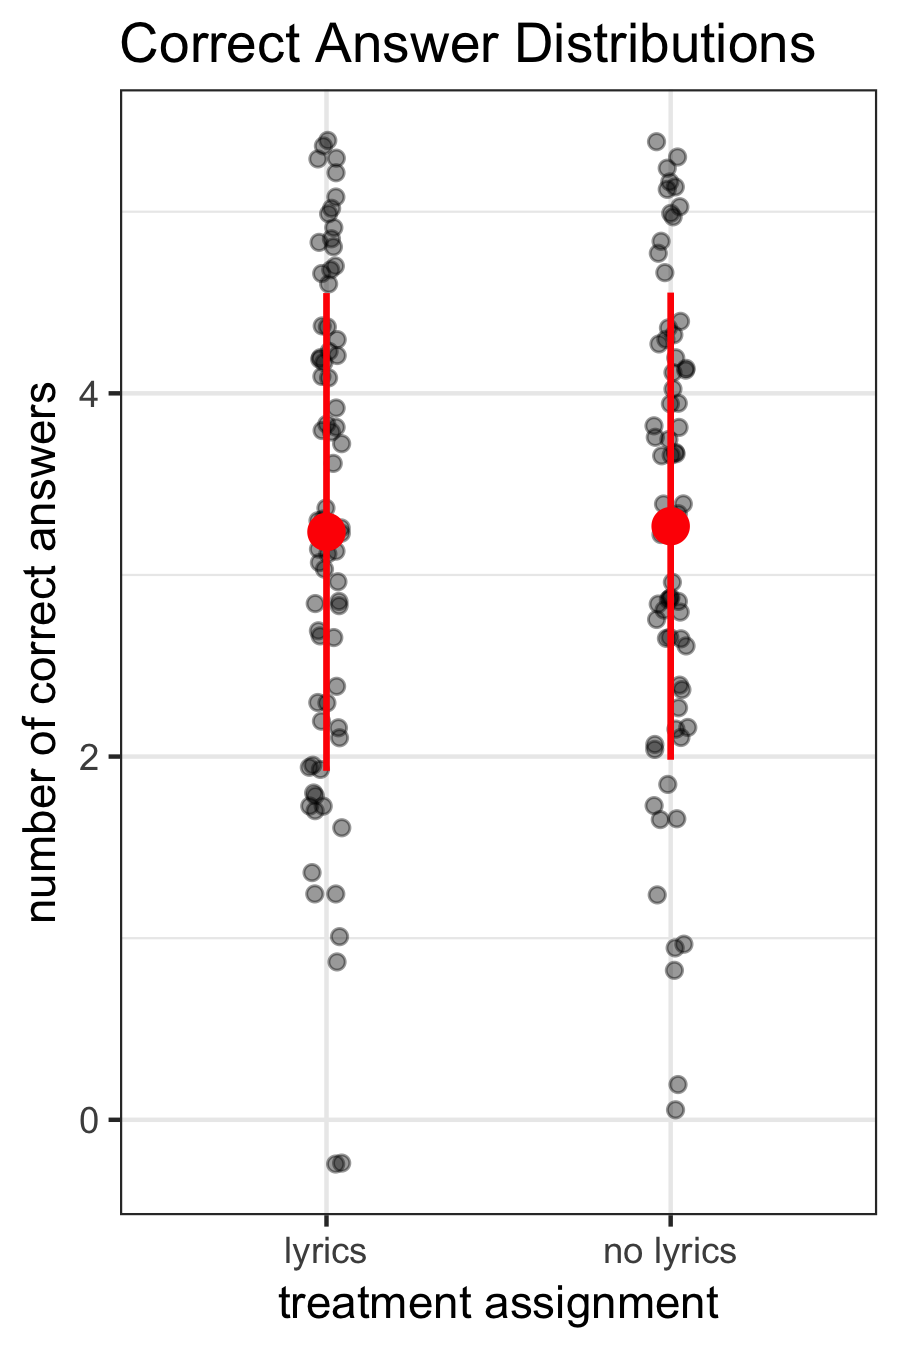 Correct Answer Distributions
number of correct answers
4
2
0
lyrics
no lyrics
treatment assignment